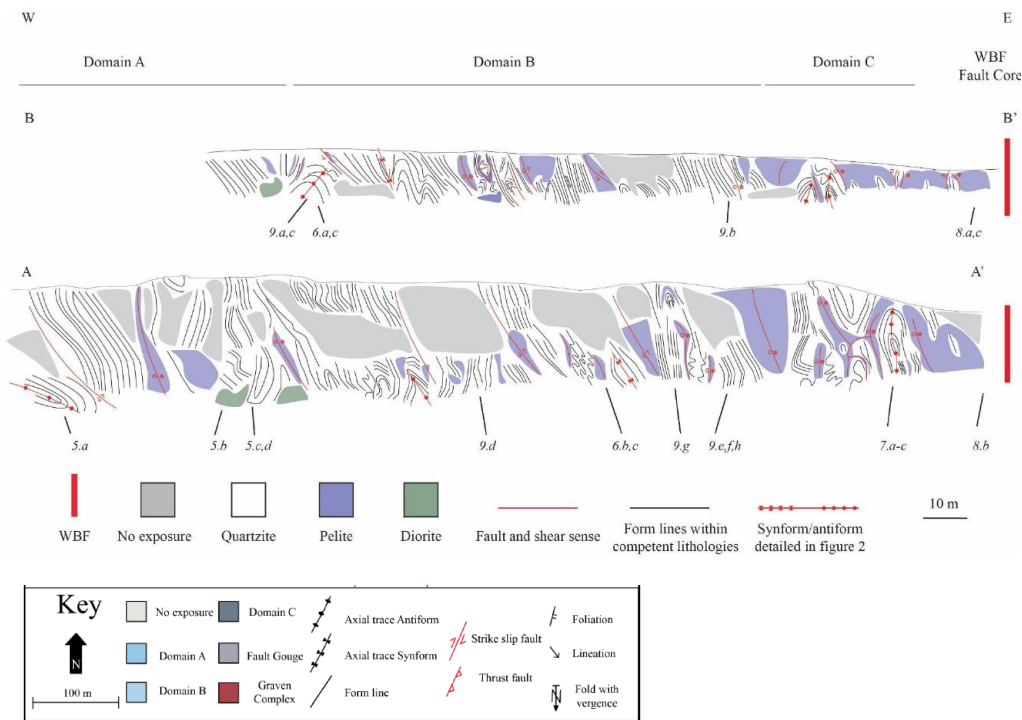 W E
Domain A Domain B Domain C WBF
Fault Core
B B'
9.a,c 6.a,c 9.b 8.a,c
A A'
5.a 5.b 5.c,d 9.d 6.b,c 9.g 9.e,f,h 7.a-c 8.b
10 m
WBF No exposure Quartzite Pelite Diorite Fault and shear sense Form lines within
competent lithologies Synform/antiform
detailed in figure 2
Key
N
100 m
No exposure
Domain A
Domain B
Domain C
Fault Gouge
Graven
Complex
Axial trace Antiform
Axial trace Synform
Form line
Strike slip fault
Thrust fault
Foliation
Lineation
Fold with
vergence